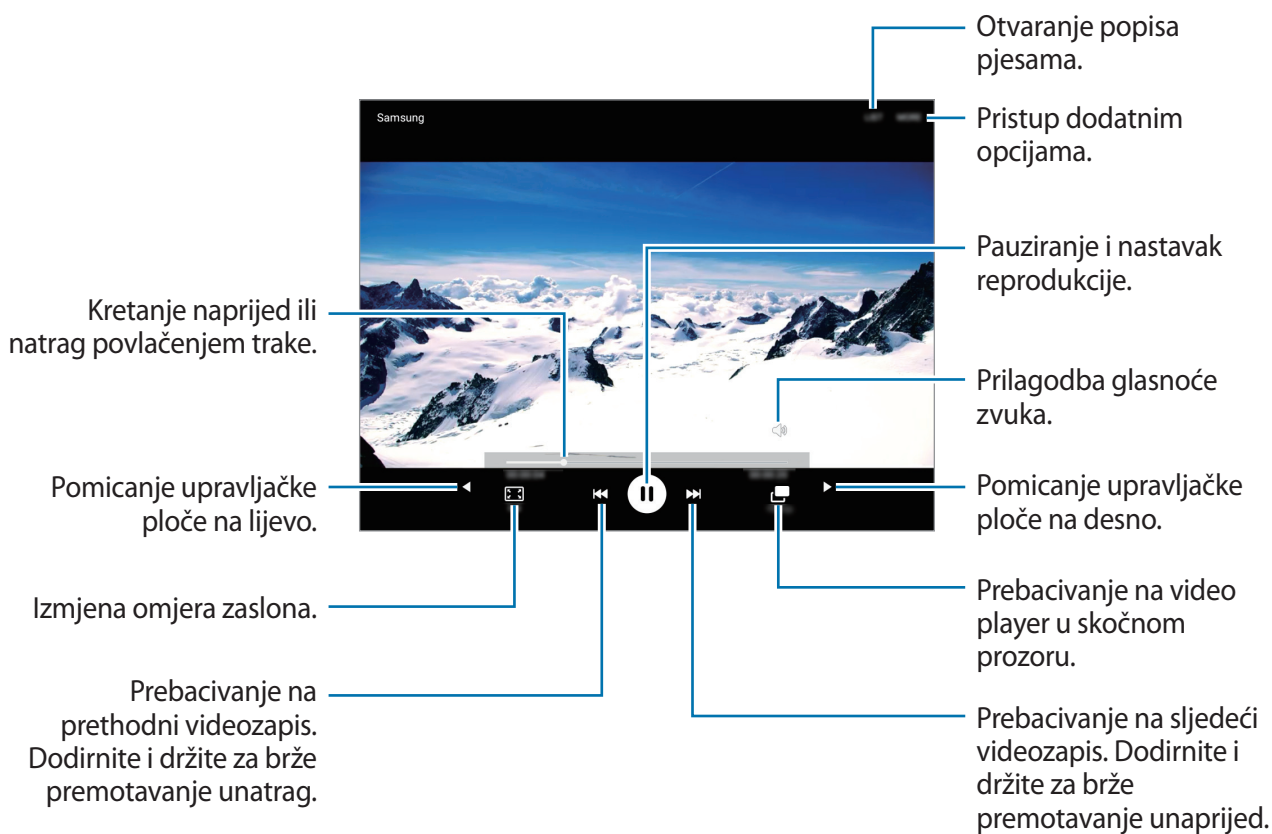 Otvaranje popisa
pjesama.
Samsung
LIST MORE
Pristup dodatnim
opcijama.
Pauziranje i nastavak
reprodukcije.
Kretanje naprijed ili
natrag povlačenjem trake.
Prilagodba glasnoće
zvuka.
Pomicanje upravljačke
ploče na lijevo.
Pomicanje upravljačke
ploče na desno.
Izmjena omjera zaslona.
Prebacivanje na video
player u skočnom
prozoru.
Prebacivanje na
prethodni videozapis.
Dodirnite i držite za brže
premotavanje unatrag.
Prebacivanje na sljedeći
videozapis. Dodirnite i
držite za brže
premotavanje unaprijed.